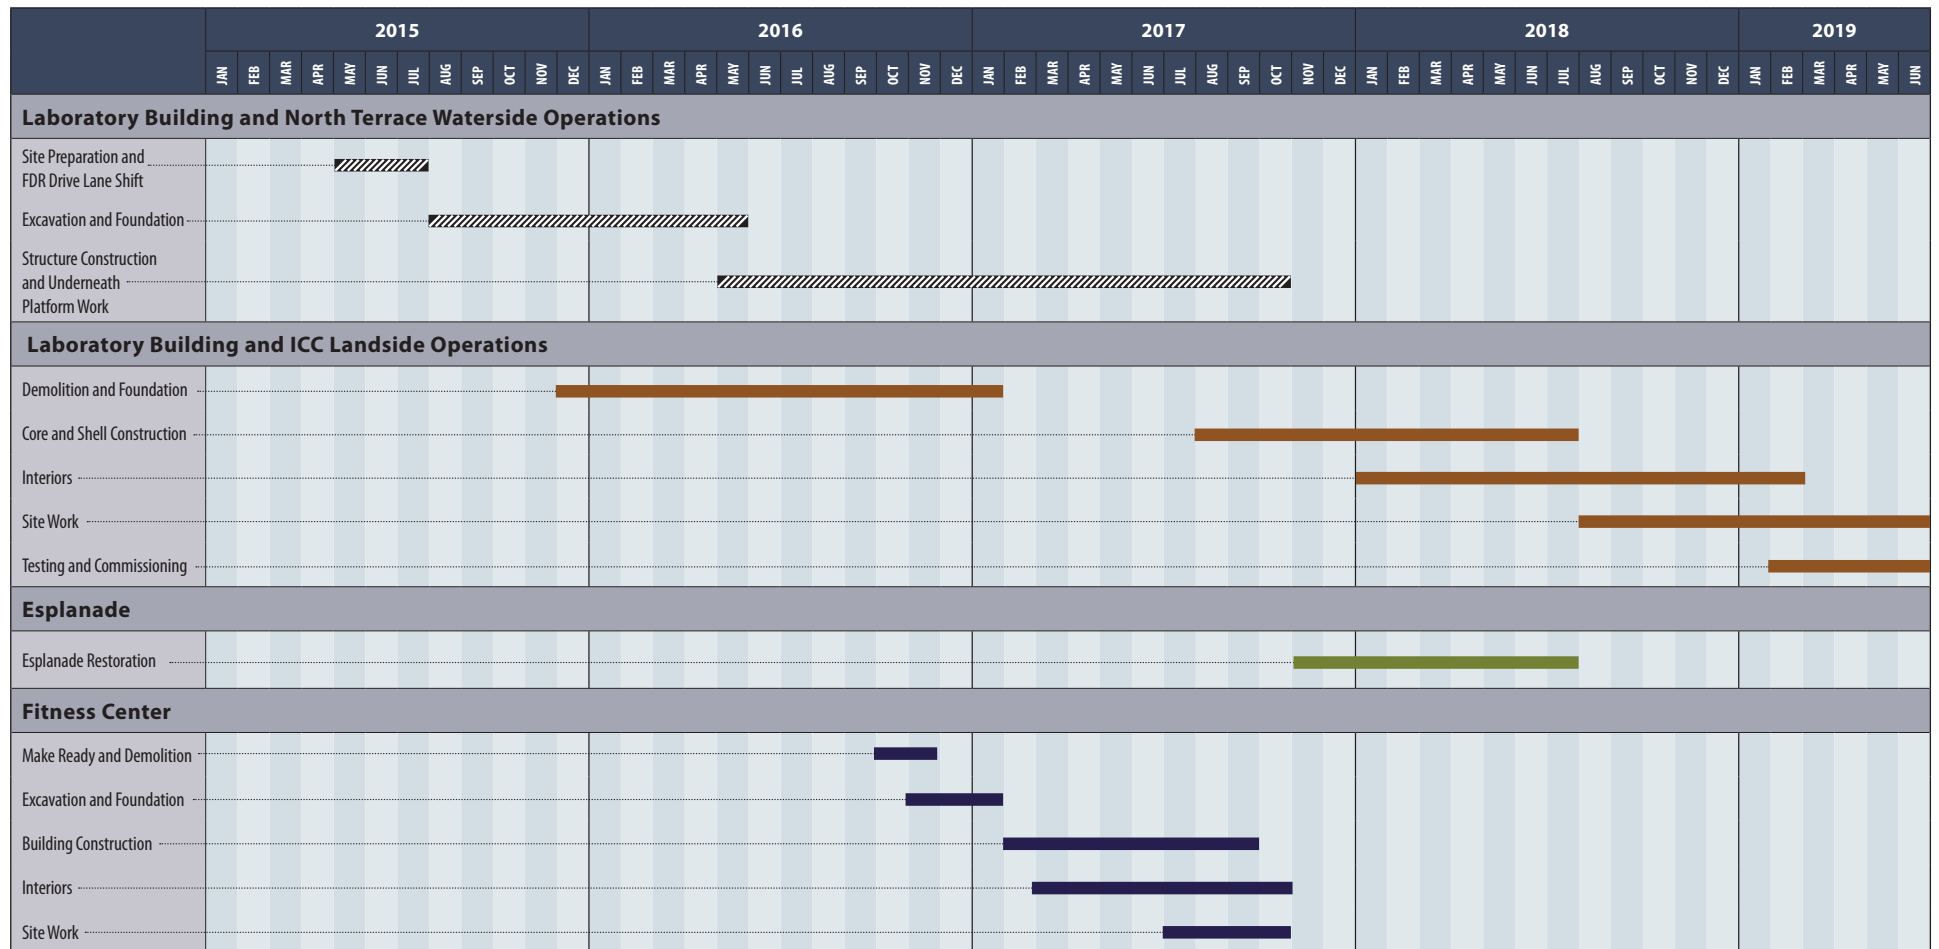 2015 2016 2017 2018 2019
JAN FEB MAR APR MAY JUN JUL AUG SEP OCT NOV DEC JAN FEB MAR APR MAY JUN JUL AUG SEP OCT NOV DEC JAN FEB MAR APR MAY JUN JUL AUG SEP OCT NOV DEC JAN FEB MAR APR MAY JUN JUL AUG SEP OCT NOV DEC JAN FEB MAR APR MAY JUN
Laboratory Building and North Terrace Waterside Operations
Site Preparation and
FDR Drive Lane Shift
Excavation and Foundation
Structure Construction
and Underneath
Platform Work
Laboratory Building and ICC Landside Operations
Demolition and Foundation
Core and Shell Construction
Interiors
Site Work
Testing and Commissioning
Esplanade
Esplanade Restoration
Fitness Center
Make Ready and Demolition
Excavation and Foundation
Building Construction
Interiors
Site Work